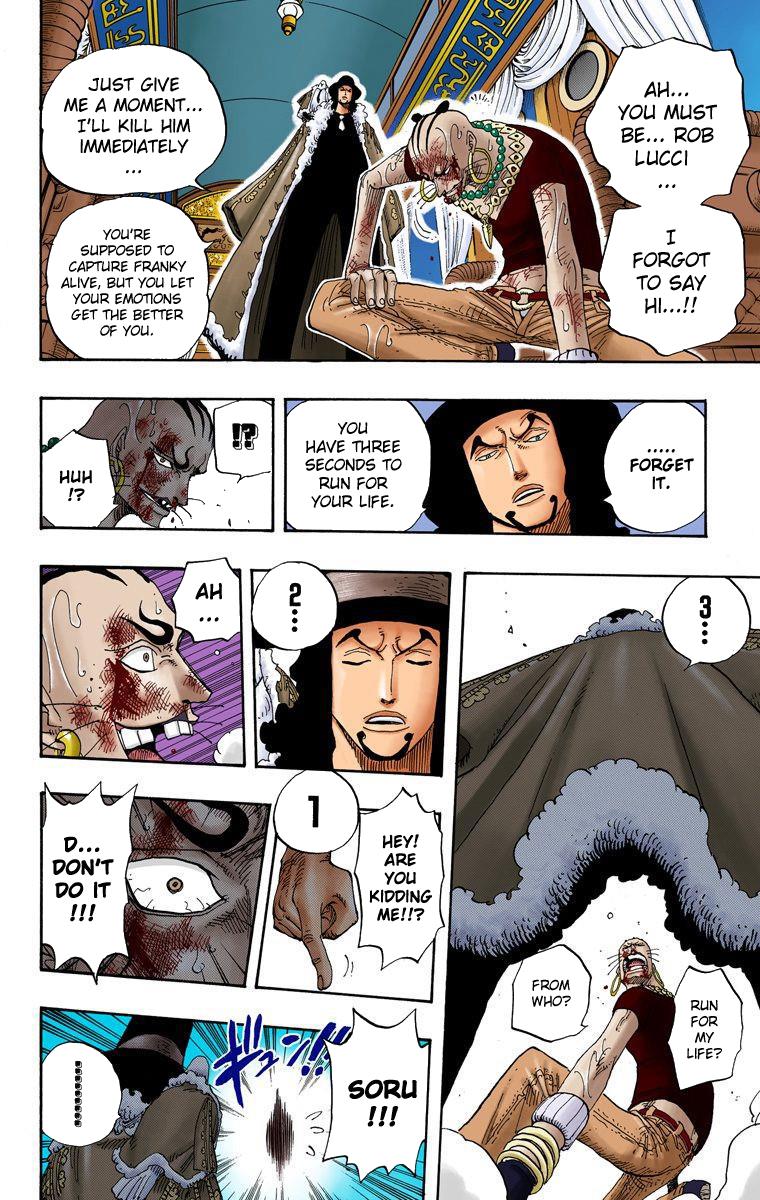 AH...
YOU MUST
BE... ROB
LUCCI
...
I
FORGOT
TO SAY
HI...!!
JUST GIVE
ME A MOMENT...
I'LL KILL HIM
IMMEDIATELY
...
YOU'RE
SUPPOSED TO
CAPTURE FRANKY
ALIVE, BUT YOU LET
YOUR EMOTIONS
GET THE BETTER
OF YOU.
.....
FORGET
IT.
YOU
HAVE THREE
SECONDS TO
RUN FOR
YOUR LIFE.
!?
HUH
!?
3
...
RUN
FOR
MY
LIFE?
FROM
WHO?
2
...
AH
...
HEY!
ARE
YOU
KIDDING
ME!!?
1
D...
DON'T
DO IT
!!!
SORU
!!!
ギュン!!